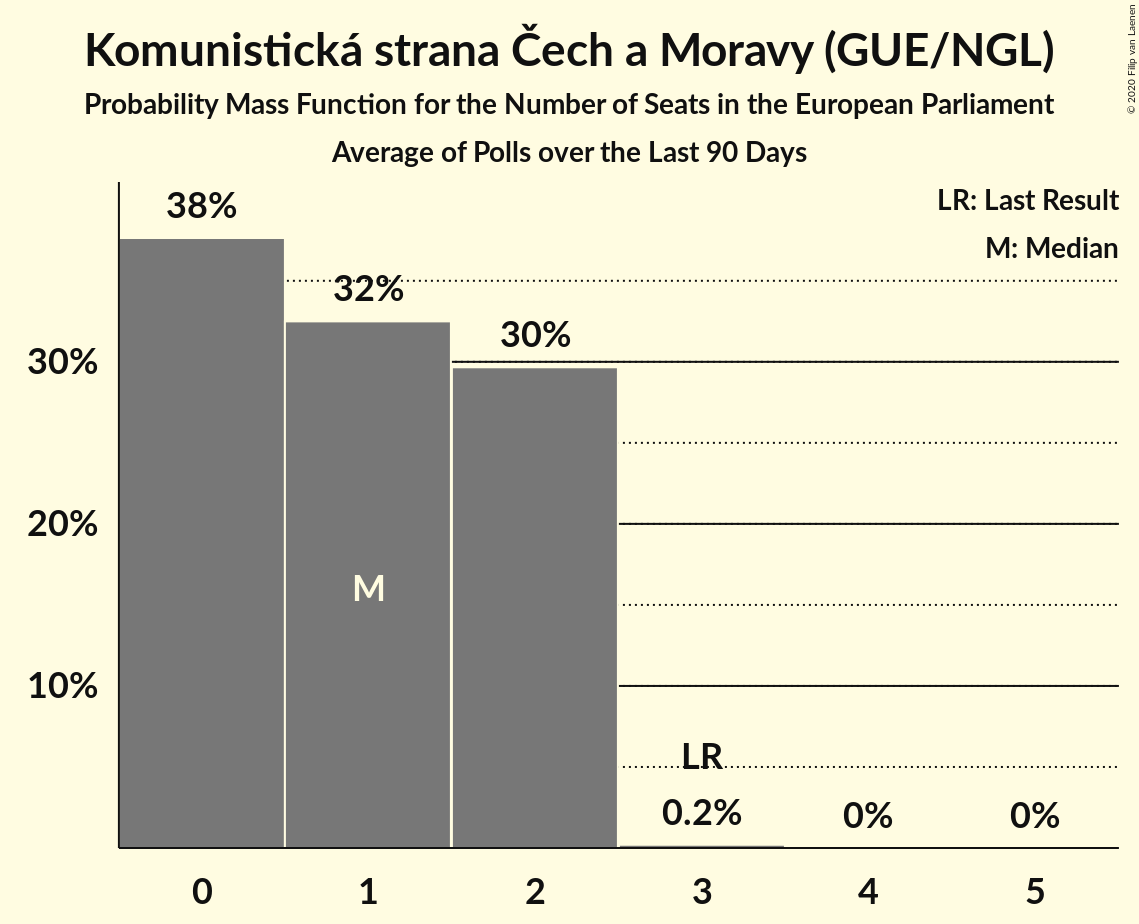 Komunistická strana Čech a Moravy (GUE/NGL)
Probability Mass Function for the Number of Seats in the European Parliament
Average of Polls over the Last 90 Days
© 2020 Filip van Laenen
LR: Last Result
M: Median
38%
32%
30%
30%
20%
10%
M
LR
0.2%
0%
0%
0 1 2 3 4 5